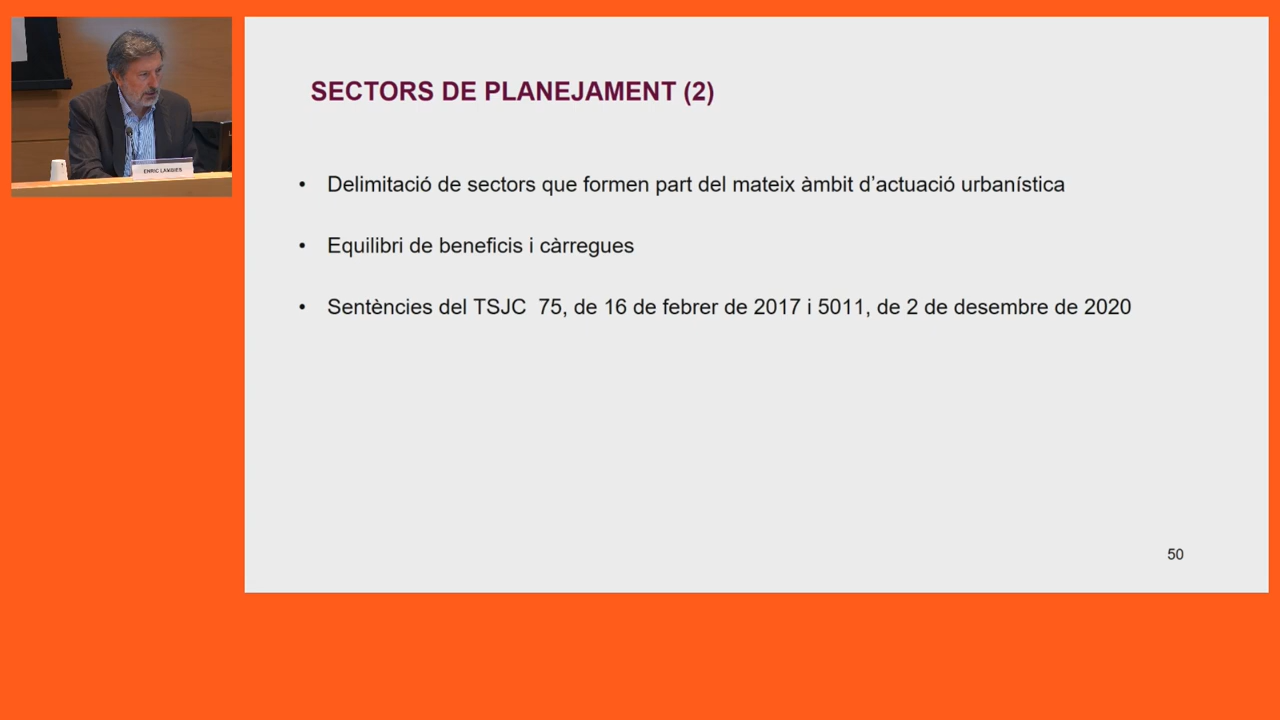 ENRIC LAMBIES
SECTORS DE PLANEJAMENT (2)
• Delimitació de sectors que formen part del mateix àmbit d’actuació urbanística
• Equilibri de beneficis i càrregues
• Sentències del TSJC  75, de 16 de febrer de 2017 i 5011, de 2 de desembre de 2020
50